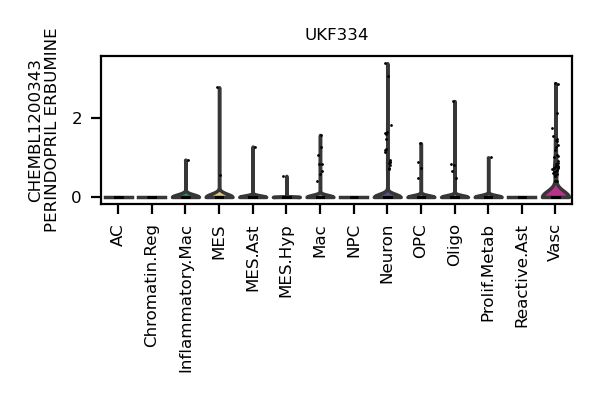 UKF334
CHEMBL1200343
PERINDOPRIL ERBUMINE
2
0
AC
Chromatin.Reg
Inflammatory.Mac
MES
MES.Ast
MES.Hyp
Mac
NPC
Neuron
OPC
Oligo
Prolif.Metab
Reactive.Ast
Vasc